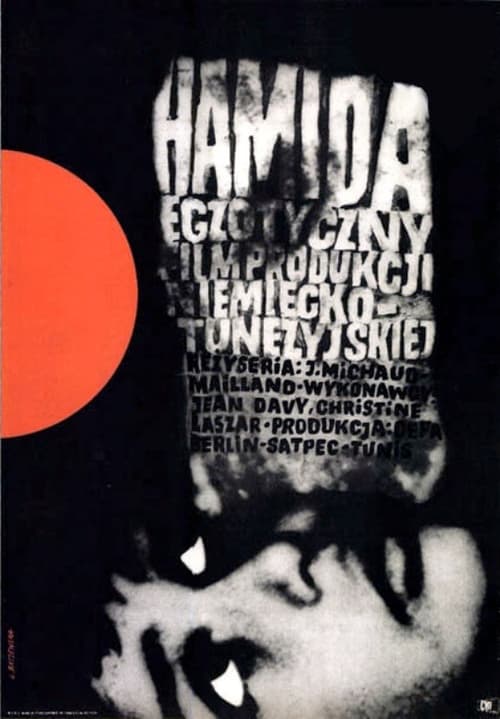 HAMIDA
EGZOTYCZNY
FILM PRODUKCJI
NIEMIECKO-
TUNEZYJSKIEJ
REŻYSERIA: J. MICHAUD-
MAILLAND • WYKONAWCY:
JEAN DAVY, CHRISTINE
LASZAR • PRODUKCJA: DEFA
BERLIN - SATPEC - TUNIS